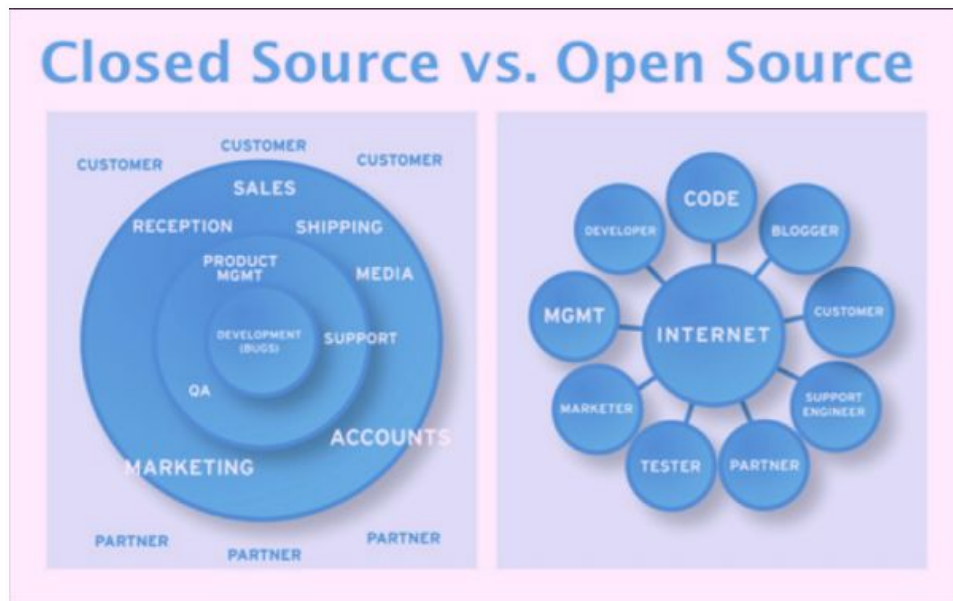 Closed Source vs. Open Source
CUSTOMER
CUSTOMER
CUSTOMER
SALES
RECEPTION
SHIPPING
PRODUCT
MGMT
MEDIA
DEVELOPMENT
(BUGS)
SUPPORT
QA
ACCOUNTS
MARKETING
PARTNER
PARTNER
PARTNER
CODE
DEVELOPER
BLOGGER
MGMT
CUSTOMER
INTERNET
MARKETER
SUPPORT
ENGINEER
TESTER
PARTNER